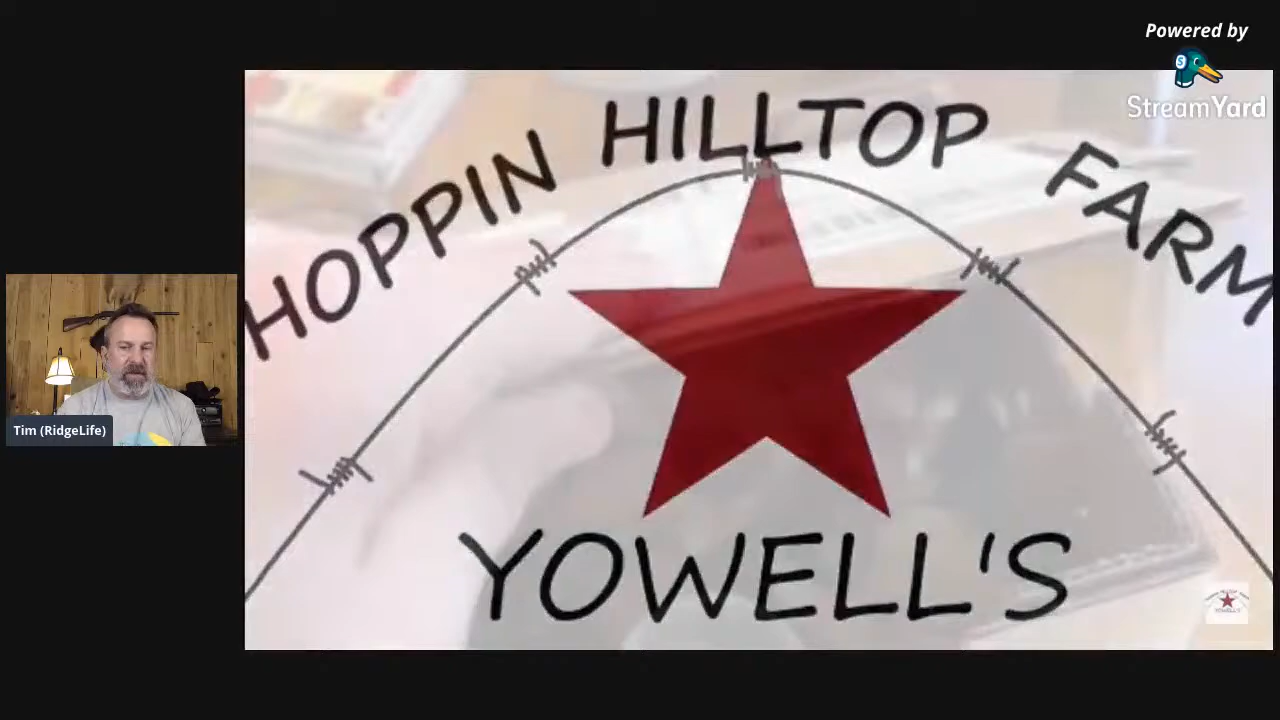 Powered by
StreamYard
HOPPIN HILLTOP FARM
YOWELL'S
Tim (RidgeLife)